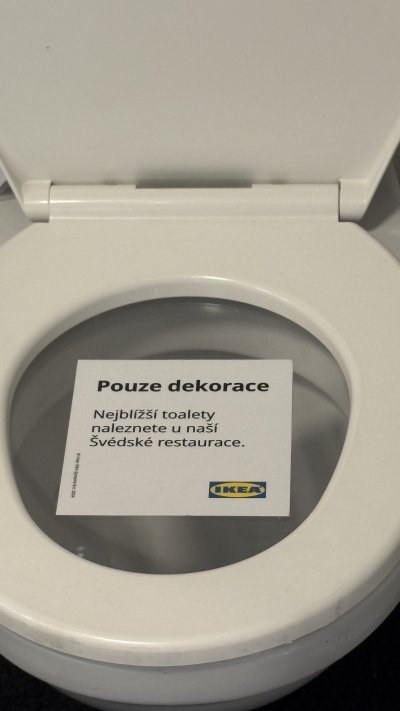 Pouze dekorace
Nejbližší toalety
naleznete u naší
Švédské restaurace.
IKEA